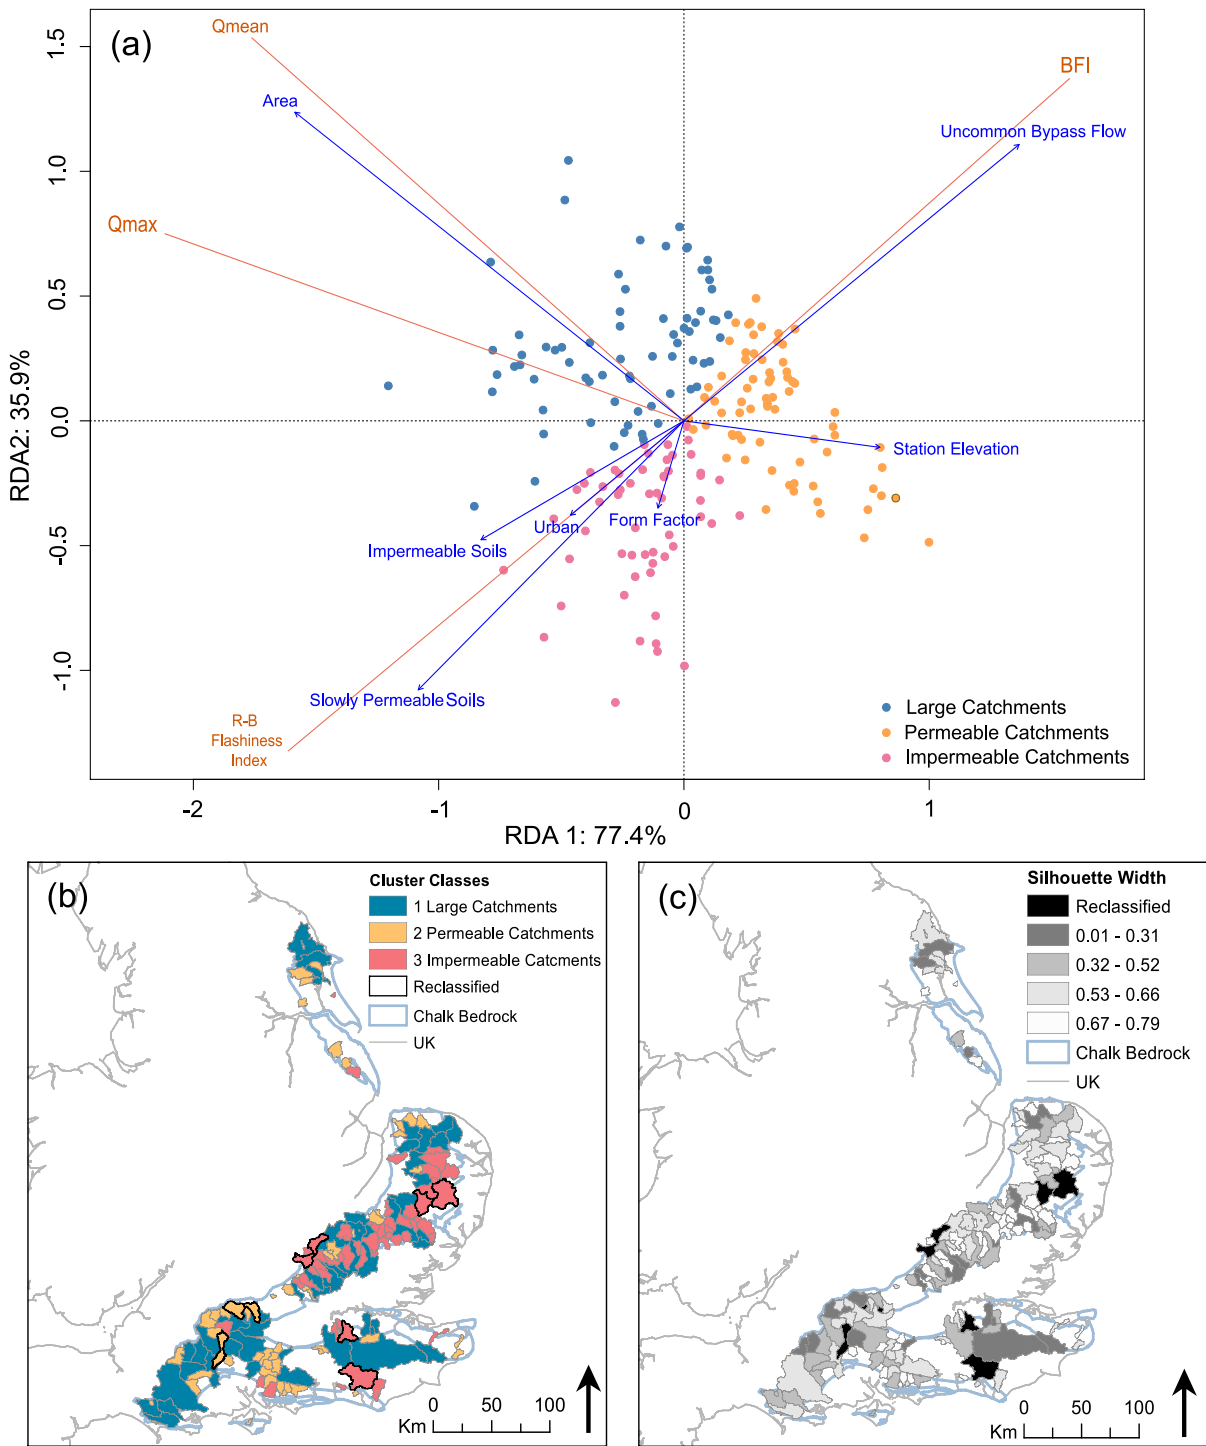 (a)
Qmean
Area
BFI
Uncommon Bypass Flow
Qmax
Station Elevation
Urban
Form Factor
Impermeable Soils
Slowly Permeable Soils
R-B
Flashiness
Index
Large Catchments
Permeable Catchments
Impermeable Catchments
1.5
1.0
0.5
0.0
-0.5
-1.0
RDA2: 35.9%
-2
-1
0
1
RDA 1: 77.4%
(b)
Cluster Classes
1 Large Catchments
2 Permeable Catchments
3 Impermeable Catcments
Reclassified
Chalk Bedrock
UK
0 50 100
Km
(c)
Silhouette Width
Reclassified
0.01 - 0.31
0.32 - 0.52
0.53 - 0.66
0.67 - 0.79
Chalk Bedrock
UK
0 50 100
Km